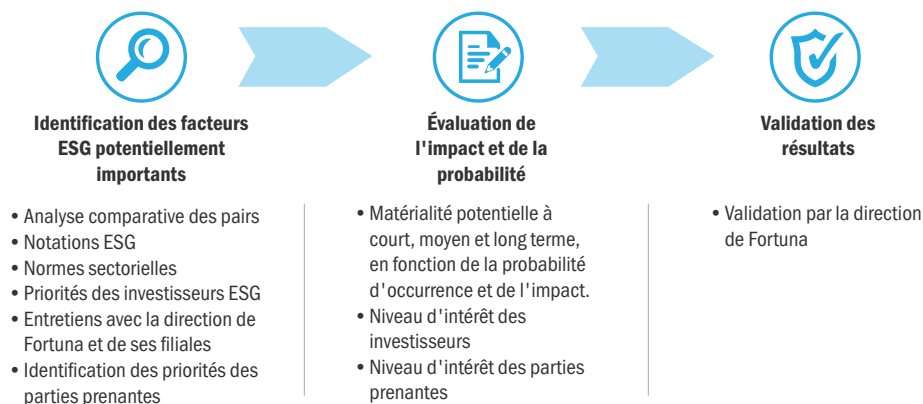 Identification des facteurs
ESG potentiellement
importants
• Analyse comparative des pairs
• Notations ESG
• Normes sectorielles
• Priorités des investisseurs ESG
• Entretiens avec la direction de
Fortuna et de ses filiales
• Identification des priorités des
parties prenantes
Évaluation de
l'impact et de la
probabilité
• Matérialité potentielle à
court, moyen et long terme,
en fonction de la probabilité
d'occurrence et de l'impact.
• Niveau d'intérêt des
investisseurs
• Niveau d'intérêt des parties
prenantes
Validation des
résultats
• Validation par la direction
de Fortuna